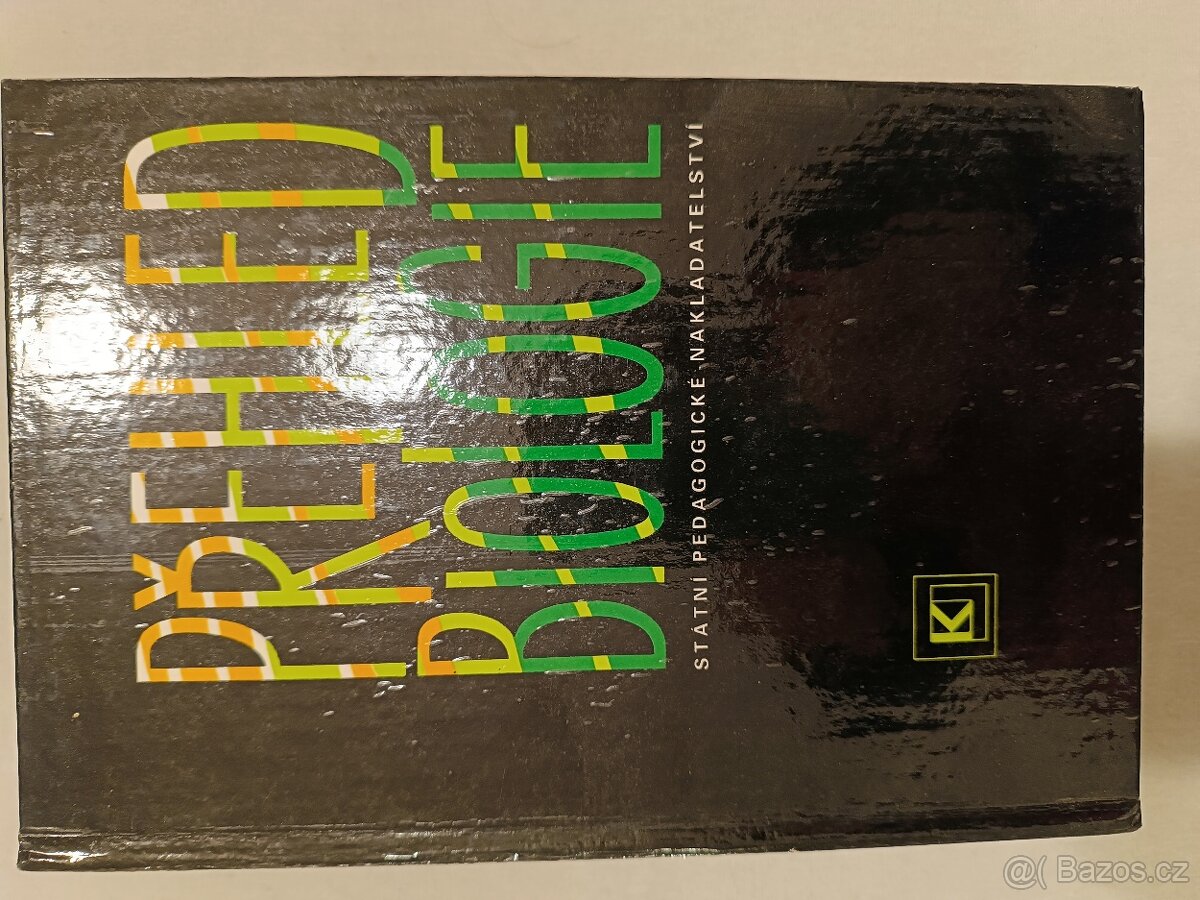 PŘEHLED
BIOLOGIE
STÁTNÍ PEDAGOGICKÉ NAKLADATELSTVÍ
@( Bazos.cz